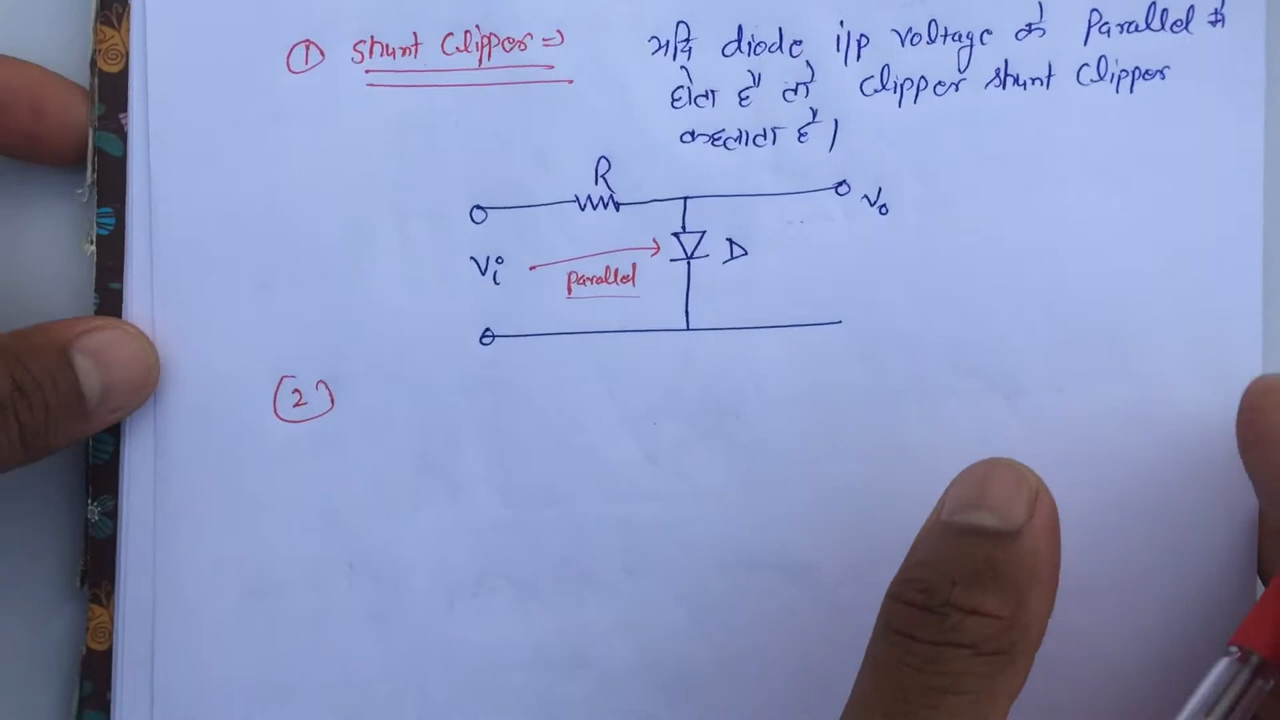 ① Shunt Clipper ⇒ यदि diode, i/p voltage के Parallel में
होता है तो Clipper shunt Clipper
कहलाता है।
R
Vo
Vi
D
Parallel
(2)